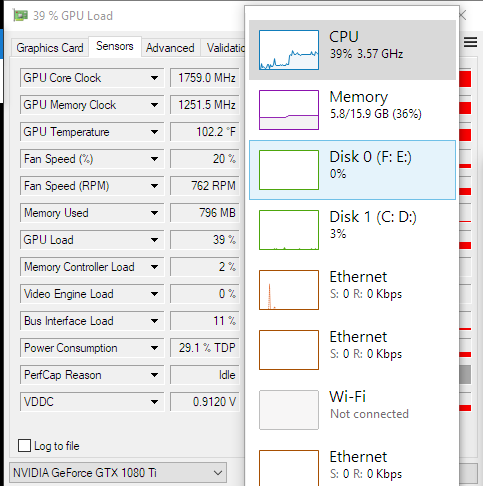 39 % GPU Load
Graphics Card Sensors Advanced Validatio
GPU Core Clock 1759.0 MHz
GPU Memory Clock 1251.5 MHz
GPU Temperature 102.2 °F
Fan Speed (%) 20 %
Fan Speed (RPM) 762 RPM
Memory Used 796 MB
GPU Load 39 %
Memory Controller Load 2 %
Video Engine Load 0 %
Bus Interface Load 11 %
Power Consumption 29.1 % TDP
PerfCap Reason Idle
VDDC 0.9120 V
Log to file
NVIDIA GeForce GTX 1080 Ti
CPU
39% 3.57 GHz
Memory
5.8/15.9 GB (36%)
Disk 0 (F: E:)
0%
Disk 1 (C: D:)
3%
Ethernet
S: 0 R: 0 Kbps
Ethernet
S: 0 R: 0 Kbps
Wi-Fi
Not connected
Ethernet
S: 0 R: 0 Kbps